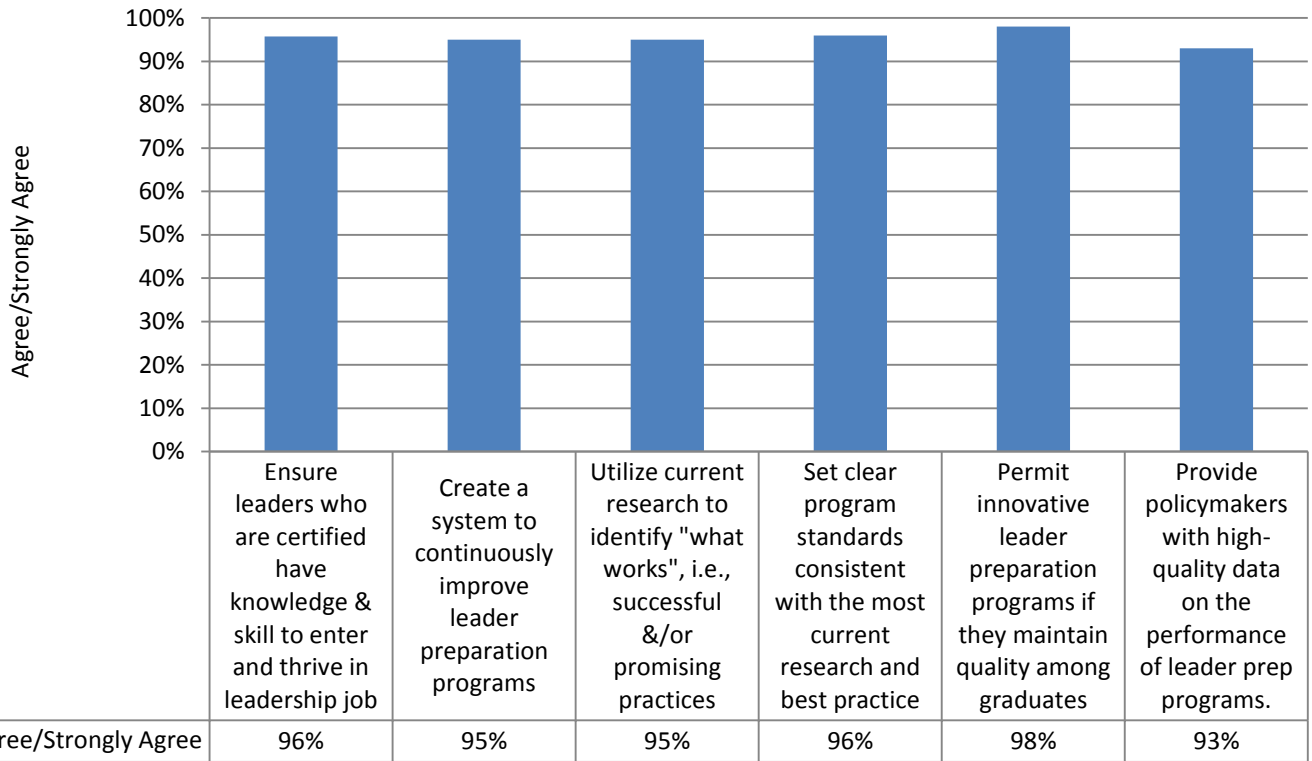 100%
90%
80%
70%
60%
50%
40%
30%
20%
10%
0%
Agree/Strongly Agree
Ensure
leaders who
are certified
have
knowledge &
skill to enter
and thrive in
leadership job
Create a
system to
continuously
improve
leader
preparation
programs
Utilize current
research to
identify "what
works", i.e.,
successful
&/or
promising
practices
Set clear
program
standards
consistent
with the most
current
research and
best practice
Permit
innovative
leader
preparation
programs if
they maintain
quality among
graduates
Provide
policymakers
with high-
quality data
on the
performance
of leader prep
programs.
ree/Strongly Agree 96% 95% 95% 96% 98% 93%